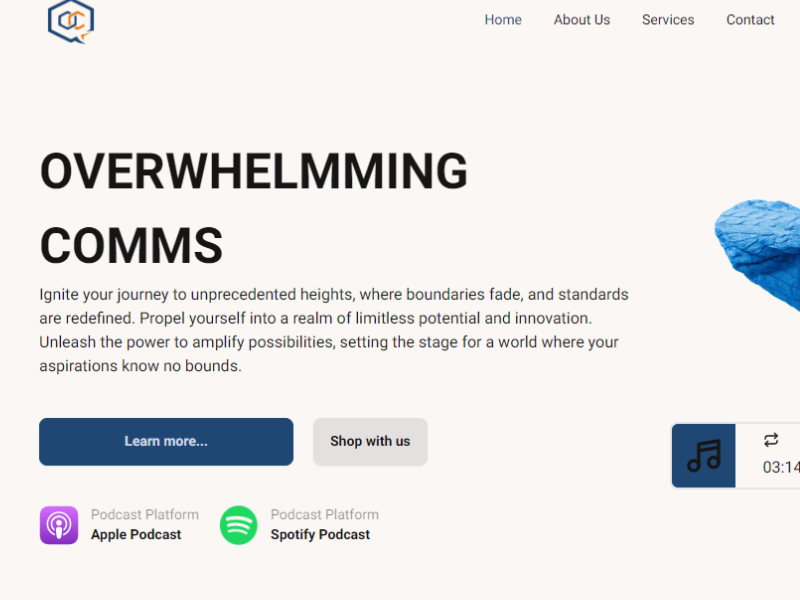 Home About Us Services Contact
OVERWHELMMING
COMMS
Ignite your journey to unprecedented heights, where boundaries fade, and standards
are redefined. Propel yourself into a realm of limitless potential and innovation.
Unleash the power to amplify possibilities, setting the stage for a world where your
aspirations know no bounds.
Learn more...
Shop with us
03:14
Podcast Platform
Apple Podcast
Podcast Platform
Spotify Podcast